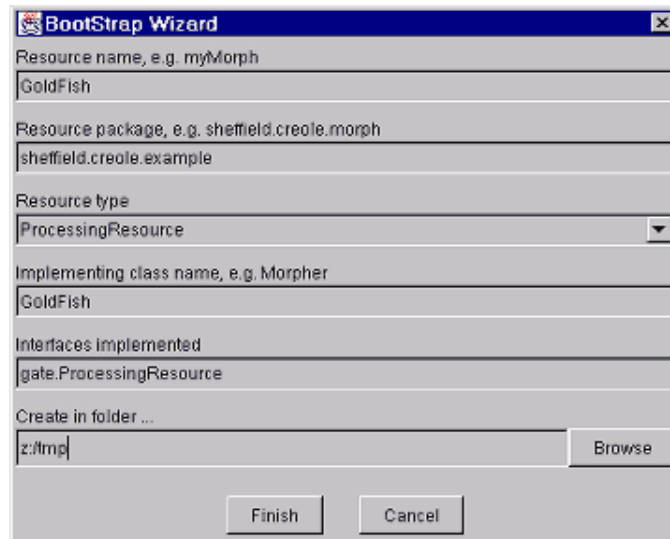 BootStrap Wizard
Resource name, e.g. myMorph
GoldFish
Resource package, e.g. sheffield.creole.morph
sheffield.creole.example
Resource type
ProcessingResource
Implementing class name, e.g. Morpher
GoldFish
Interfaces implemented
gate.ProcessingResource
Create in folder ...
z:/tmp
Browse
Finish Cancel